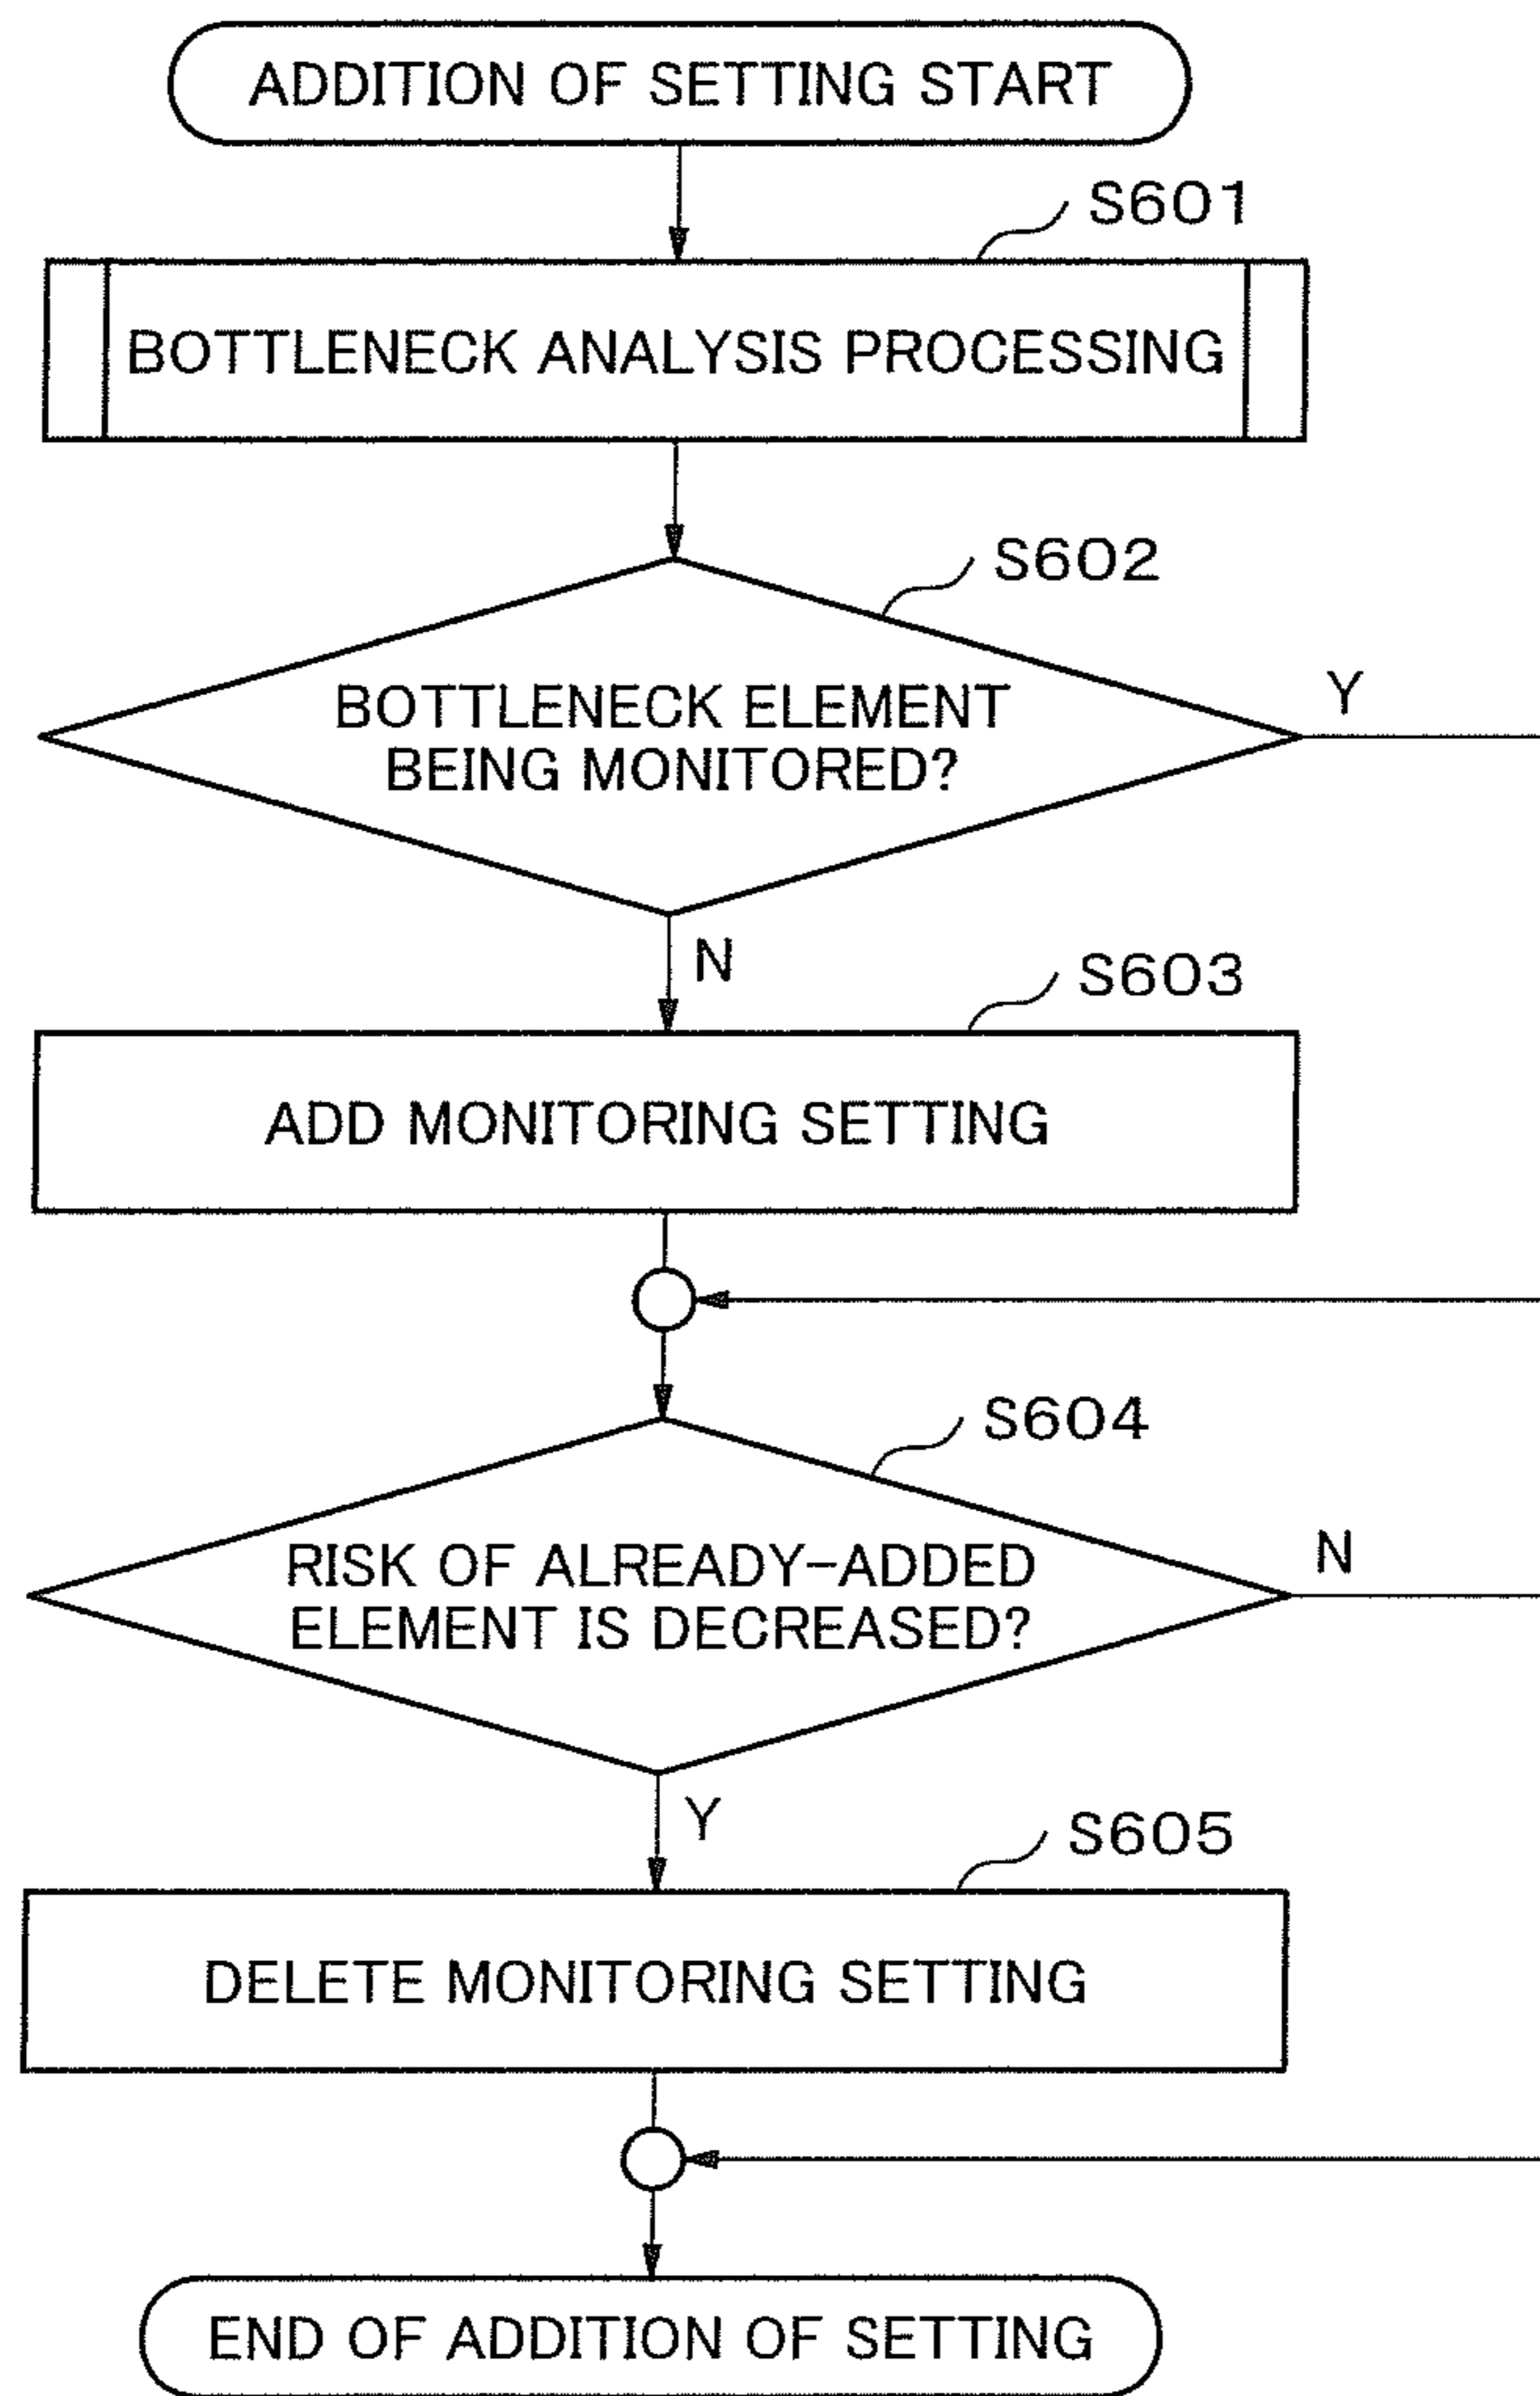 ADDITION OF SETTING START
S601
BOTTLENECK ANALYSIS PROCESSING
S602
BOTTLENECK ELEMENT
BEING MONITORED?
Y
N
S603
ADD MONITORING SETTING
S604
RISK OF ALREADY-ADDED
ELEMENT IS DECREASED?
N
Y
S605
DELETE MONITORING SETTING
END OF ADDITION OF SETTING